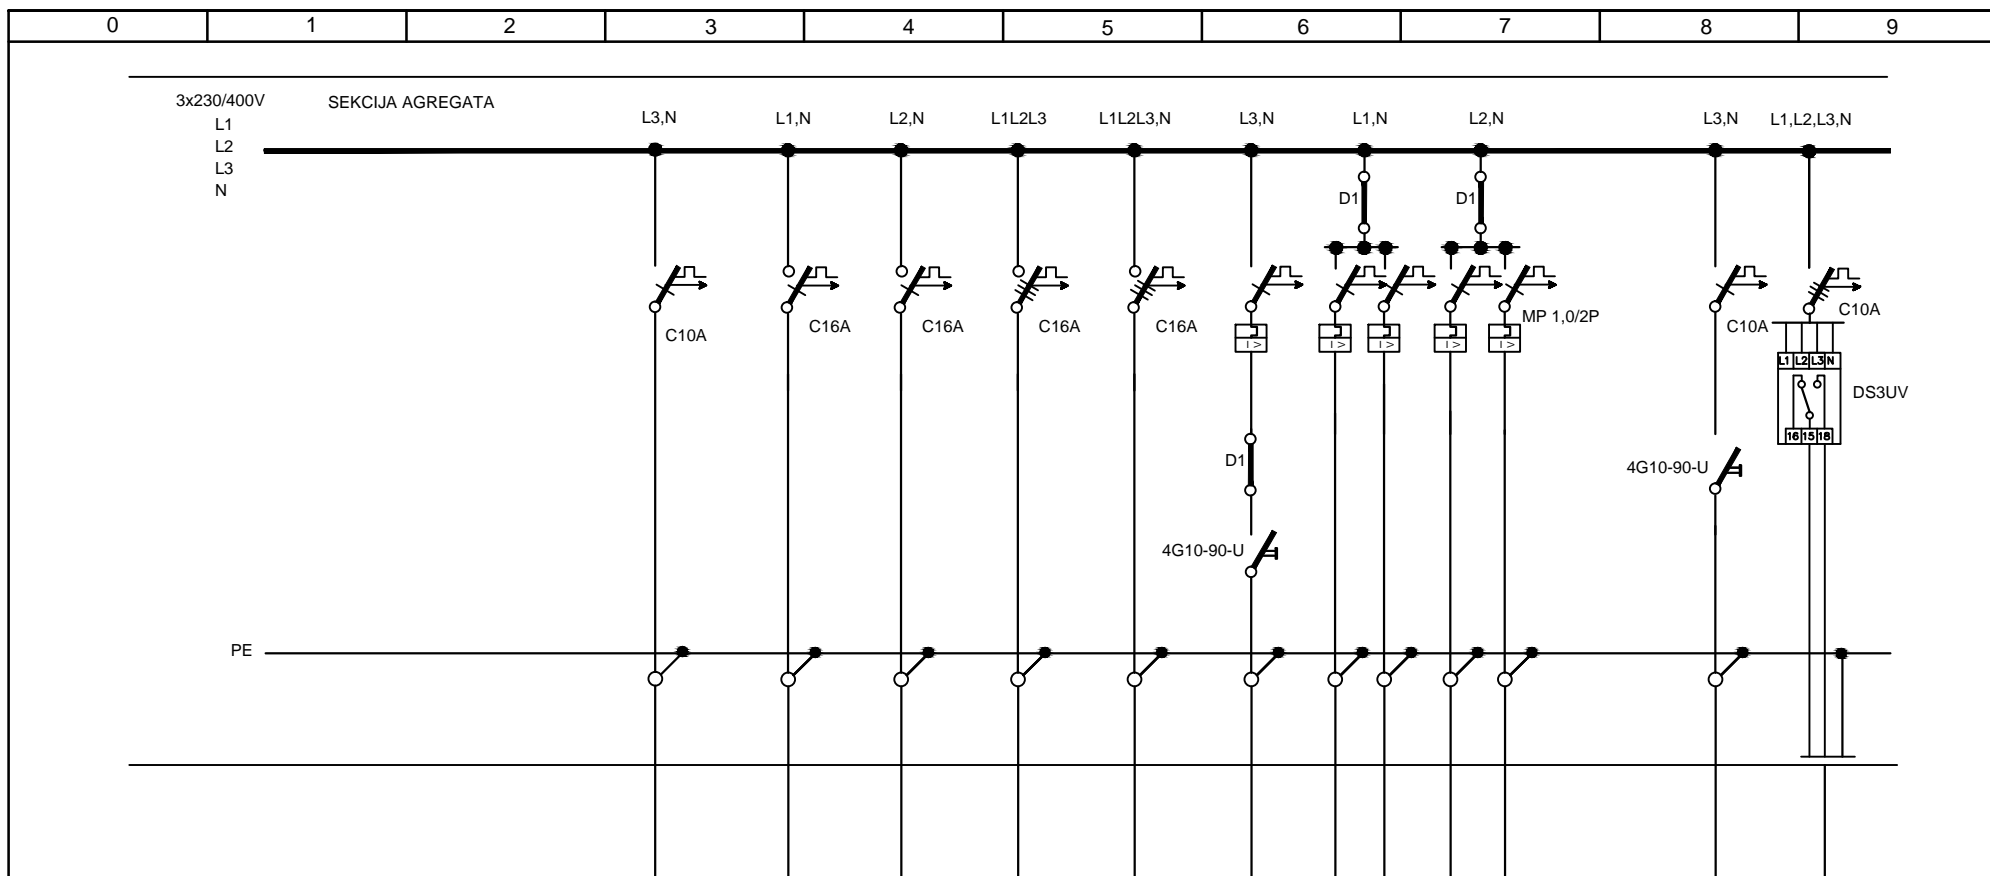 0 1 2 3 4 5 6 7 8 9
3x230/400V SEKCIJA AGREGATA
L1
L2
L3
N
L3,N L1,N L2,N L1L2L3 L1L2L3,N L3,N L1,N L2,N L3,N L1,L2,L3,N
D1 D1
C10A C16A C16A C16A C16A MP 1,0/2P C10A C10A
I > I > I > I > I >
L1 L2 L3 N
DS3UV
16 15 18
D1
4G10-90-U
4G10-90-U
PE